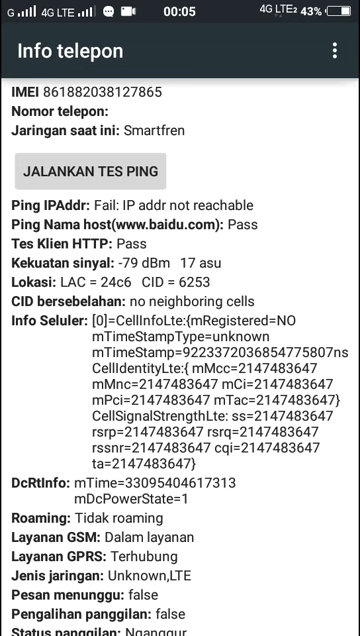 G 4G LTE 00:05 4G LTE2 43%
Info telepon
IMEI 861882038127865
Nomor telepon:
Jaringan saat ini: Smartfren
JALANKAN TES PING
Ping IPAddr: Fail: IP addr not reachable
Ping Nama host(www.baidu.com): Pass
Tes Klien HTTP: Pass
Kekuatan sinyal: -79 dBm 17 asu
Lokasi: LAC = 24c6 CID = 6253
CID bersebelahan: no neighboring cells
Info Seluler: [0]=CellInfoLte:{mRegistered=NO
mTimeStampType=unknown
mTimeStamp=9223372036854775807ns
CellIdentityLte:{ mMcc=2147483647
mMnc=2147483647 mCi=2147483647
mPci=2147483647 mTac=2147483647}
CellSignalStrengthLte: ss=2147483647
rsrp=2147483647 rsrq=2147483647
rssnr=2147483647 cqi=2147483647
ta=2147483647}
DcRtInfo: mTime=33095404617313
mDcPowerState=1
Roaming: Tidak roaming
Layanan GSM: Dalam layanan
Layanan GPRS: Terhubung
Jenis jaringan: Unknown,LTE
Pesan menunggu: false
Pengalihan panggilan: false
Status panggilan: Nganggur